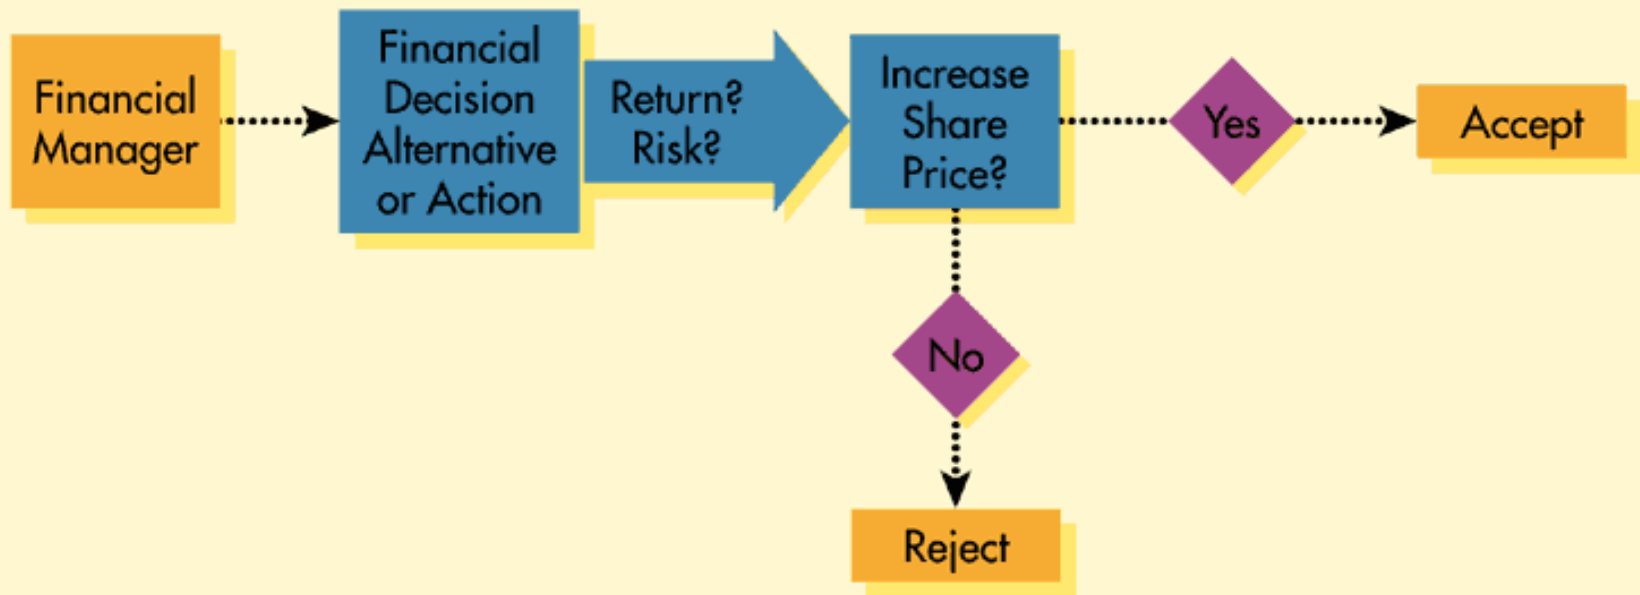 Financial
Manager
Financial
Decision
Alternative
or Action
Return?
Risk?
Increase
Share
Price?
Yes
Accept
No
Reject